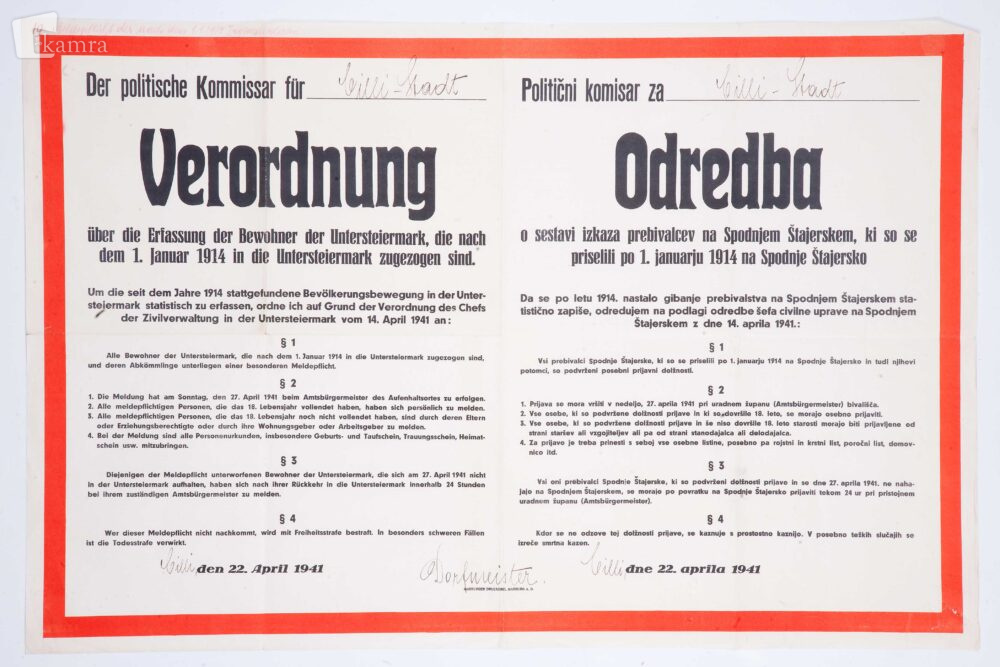 kamra
Der politische Kommissar für Cilli-Stadt
Verordnung
über die Erfassung der Bewohner der Untersteiermark, die nach
dem 1. Januar 1914 in die Untersteiermark zugezogen sind.
Um die seit dem Jahre 1914 stattgefundene Bevölkerungsbewegung in der Unter-
steiermark statistisch zu erfassen, ordne ich auf Grund der Verordnung des Chefs
der Zivilverwaltung in der Untersteiermark vom 14. April 1941 an:
§ 1
Alle Bewohner der Untersteiermark, die nach dem 1. Januar 1914 in die Untersteiermark zugezogen sind,
und deren Abkömmlinge unterliegen einer besonderen Meldepflicht.
§ 2
1. Die Meldung hat am Sonntag, den 27. April 1941 beim Amtsbürgermeister des Aufenhaltsortes zu erfolgen.
2. Alle meldepflichtigen Personen, die das 18. Lebensjahr vollendet haben, haben sich persönlich zu melden.
3. Alle meldepflichtigen Personen, die das 18. Lebensjahr noch nicht vollendet haben, sind durch deren Eltern
oder Erziehungsberechtigte oder durch ihre Wohnungsgeber oder Arbeitgeber zu melden.
4. Bei der Meldung sind alle Personenurkunden, insbesondere Geburts- und Taufschein, Trauungsschein, Heimat-
schein usw. mitzubringen.
§ 3
Diejenigen der Meldepflicht unterworfenen Bewohner der Untersteiermark, die sich am 27. April 1941 nicht
in der Untersteiermark aufhalten, haben sich nach ihrer Rückkehr in die Untersteiermark innerhalb 24 Stunden
bei ihrem zuständigen Amtsbürgermeister zu melden.
§ 4
Wer dieser Meldepflicht nicht nachkommt, wird mit Freiheitsstrafe bestraft. In besonders schweren Fällen
ist die Todesstrafe verwirkt.
Cilli, den 22. April 1941
Dorfmeister.
MARBURGER DRUCKEREI, MARBURG A. D.
Politični komisar za Cilli-Stadt
Odredba
o sestavi izkaza prebivalcev na Spodnjem Štajerskem, ki so se
priselili po 1. januarju 1914 na Spodnje Štajersko
Da se po letu 1914. nastalo gibanje prebivalstva na Spodnjem Štajerskem sta-
tistično zapiše, odredujem na podlagi odredbe šefa civilne uprave na Spodnjem
Štajerskem z dne 14. aprila 1941.:
§ 1
Vsi prebivalci Spodnje Štajerske, ki so se priselili po 1. januarju 1914 na Spodnje Štajersko in tudi njihovi
potomci, so podvrženi posebni prijavni dolžnosti.
§ 2
1. Prijava se mora vršiti v nedeljo, 27. aprila 1941 pri uradnem županu (Amtsbürgermeister) bivališča.
2. Vse osebe, ki so podvržene dolžnosti prijave in ki so dovršile 18. leto, se morajo osebno prijaviti.
3. Vse osebe, ki so podvržene dolžnosti prijave in še niso dovršile 18. leto starosti morajo biti prijavljene od
strani staršev ali vzgojiteljev ali pa od strani stanodajalca ali delodajalca.
4. Za prijavo je treba prinesti s seboj vse osebne listine, posebno pa rojstni in krstni list, poročni list, domov-
nico itd.
§ 3
Vsi oni prebivalci Spodnje Štajerske, ki so podvrženi dolžnosti prijavo in se dne 27. aprila 1941. ne naha-
jajo na Spodnjem Štajerskem, se morajo po povratku na Spodnje Štajersko prijaviti tekom 24 ur pri pristojnem
uradnem županu (Amtsbürgermeister).
§ 4
Kdor se ne odzove tej dolžnosti prijave, se kaznuje s prostostno kaznijo. V posebno teških slučajih se
izreče smrtna kazen.
Cilli, dne 22. aprila 1941